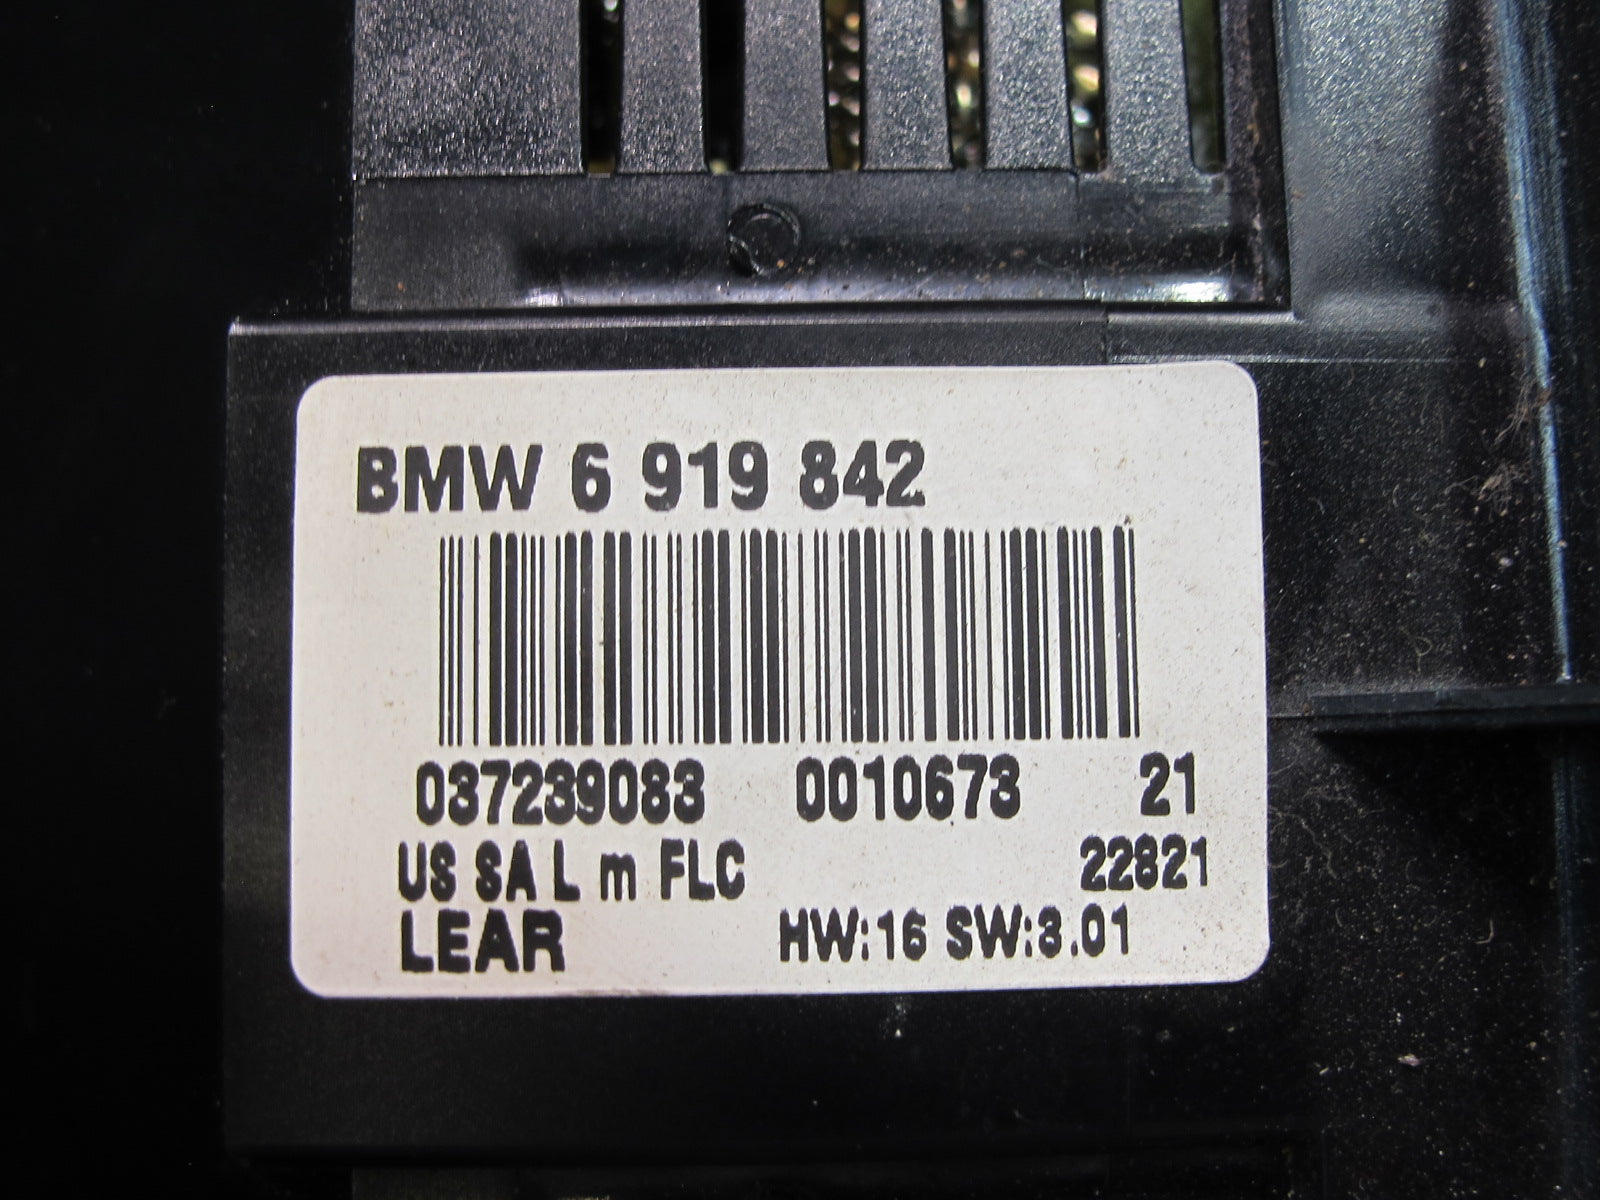 BMW 6 919 842
037239083 0010673 21
US SA L m FLC 22821
LEAR HW:16 SW:3.01